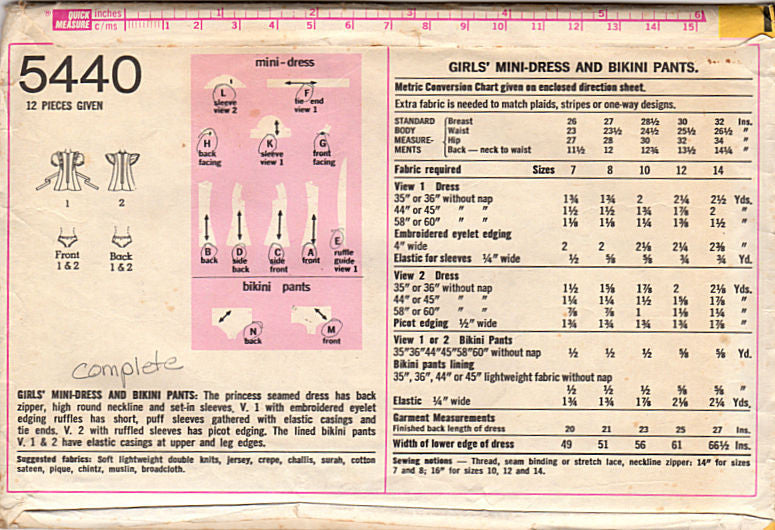 QUICK MEASURE
inches 1 2 3 4 5 6
c/ms 1 2 3 4 5 6 7 8 9 10 11 12 13 14 15
5440
12 PIECES GIVEN
1 2
Front 1 & 2
Back 1 & 2
complete
mini-dress
L sleeve view 2
F tie-end view 1
H back facing
K sleeve view 1
G front facing
B back
D side back
C side front
A front
E ruffle guide view 1
bikini pants
N back
M front
GIRLS' MINI-DRESS AND BIKINI PANTS: The princess seamed dress has back
zipper, high round neckline and set-in sleeves. V. 1 with embroidered eyelet
edging ruffles has short, puff sleeves gathered with elastic casings and
tie ends. V. 2 with ruffled sleeves has picot edging. The lined bikini pants
V. 1 & 2 have elastic casings at upper and leg edges.
Suggested fabrics: Soft lightweight double knits, jersey, crepe, challis, surah, cotton
sateen, pique, chintz, muslin, broadcloth.
GIRLS' MINI-DRESS AND BIKINI PANTS.
Metric Conversion Chart given on enclosed direction sheet.
Extra fabric is needed to match plaids, stripes or one-way designs.
STANDARD Breast 26 27 28½ 30 32 Ins.
BODY Waist 23 23½ 24½ 25½ 26½ "
MEASURE- Hip 27 28 30 32 34 "
MENTS Back — neck to waist 11½ 12 12¾ 13½ 14¼ "
Fabric required Sizes 7 8 10 12 14
View 1 Dress
35" or 36" without nap 1¾ 1¾ 2 2¼ 2½ Yds.
44" or 45" " " 1½ 1½ 1¾ 1⅞ 2 "
58" or 60" " " 1⅛ 1⅛ 1¼ 1⅜ 1½ "
Embroidered eyelet edging
4" wide 2 2 2⅛ 2¼ 2⅜ "
Elastic for sleeves ¼" wide ½ ⅝ ⅝ ¾ ¾ Yd.
View 2 Dress
35" or 36" without nap 1½ 1⅝ 1⅞ 2 2⅛ Yds.
44" or 45" " " 1¼ 1¼ 1½ 1⅝ 1⅞ "
58" or 60" " " ⅞ ⅞ 1 1⅛ 1¼ "
Picot edging ½" wide 1¾ 1¾ 1¾ 1¾ 1⅞ "
View 1 or 2 Bikini Pants
35"36"44"45"58"60" without nap ½ ½ ½ ⅝ ⅝ Yd.
Bikini pants lining
35", 36", 44" or 45" lightweight fabric without nap
½ ½ ½ ⅝ ⅝ "
Elastic ¼" wide 1¾ 1¾ 1⅞ 2⅛ 2¼ Yds.
Garment Measurements
Finished back length of dress 20 21 23 25 27 Ins.
Width of lower edge of dress 49 51 56 61 66½ Ins.
Sewing notions — Thread, seam binding or stretch lace, neckline zipper: 14" for sizes
7 and 8; 16" for sizes 10, 12 and 14.